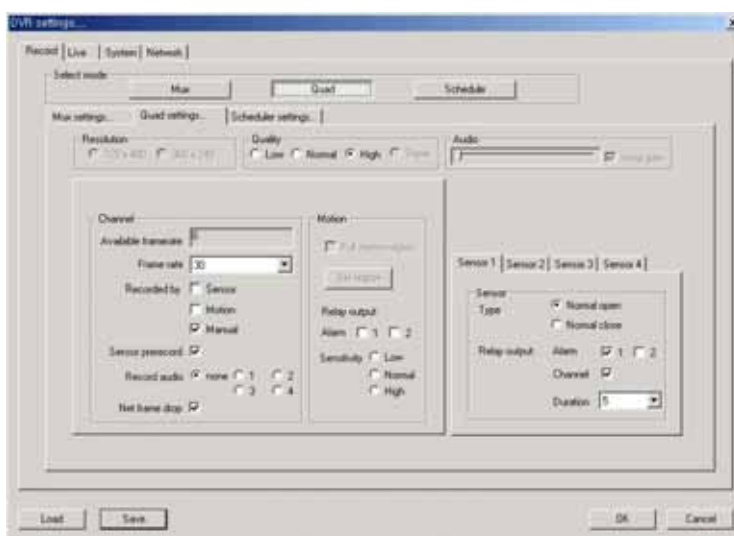 DVR settings...
Record Live System Network
Select mode
Mux Quad Scheduler
Mux settings... Quad settings... Scheduler settings...
Resolution Quality Audio
Low Normal High
Channel Motion
Available framerate
Frame rate 30
Recorded by Sensor
Motion
Manual
Sensor prerecord
Record audio none 1 2
3 4
Net frame drop
Set region
Relay output
Alarm 1 2
Sensitivity Low
Normal
High
Sensor 1 Sensor 2 Sensor 3 Sensor 4
Sensor
Type Normal open
Normal close
Relay output Alarm 1 2
Channel
Duration 5
Load Save OK Cancel